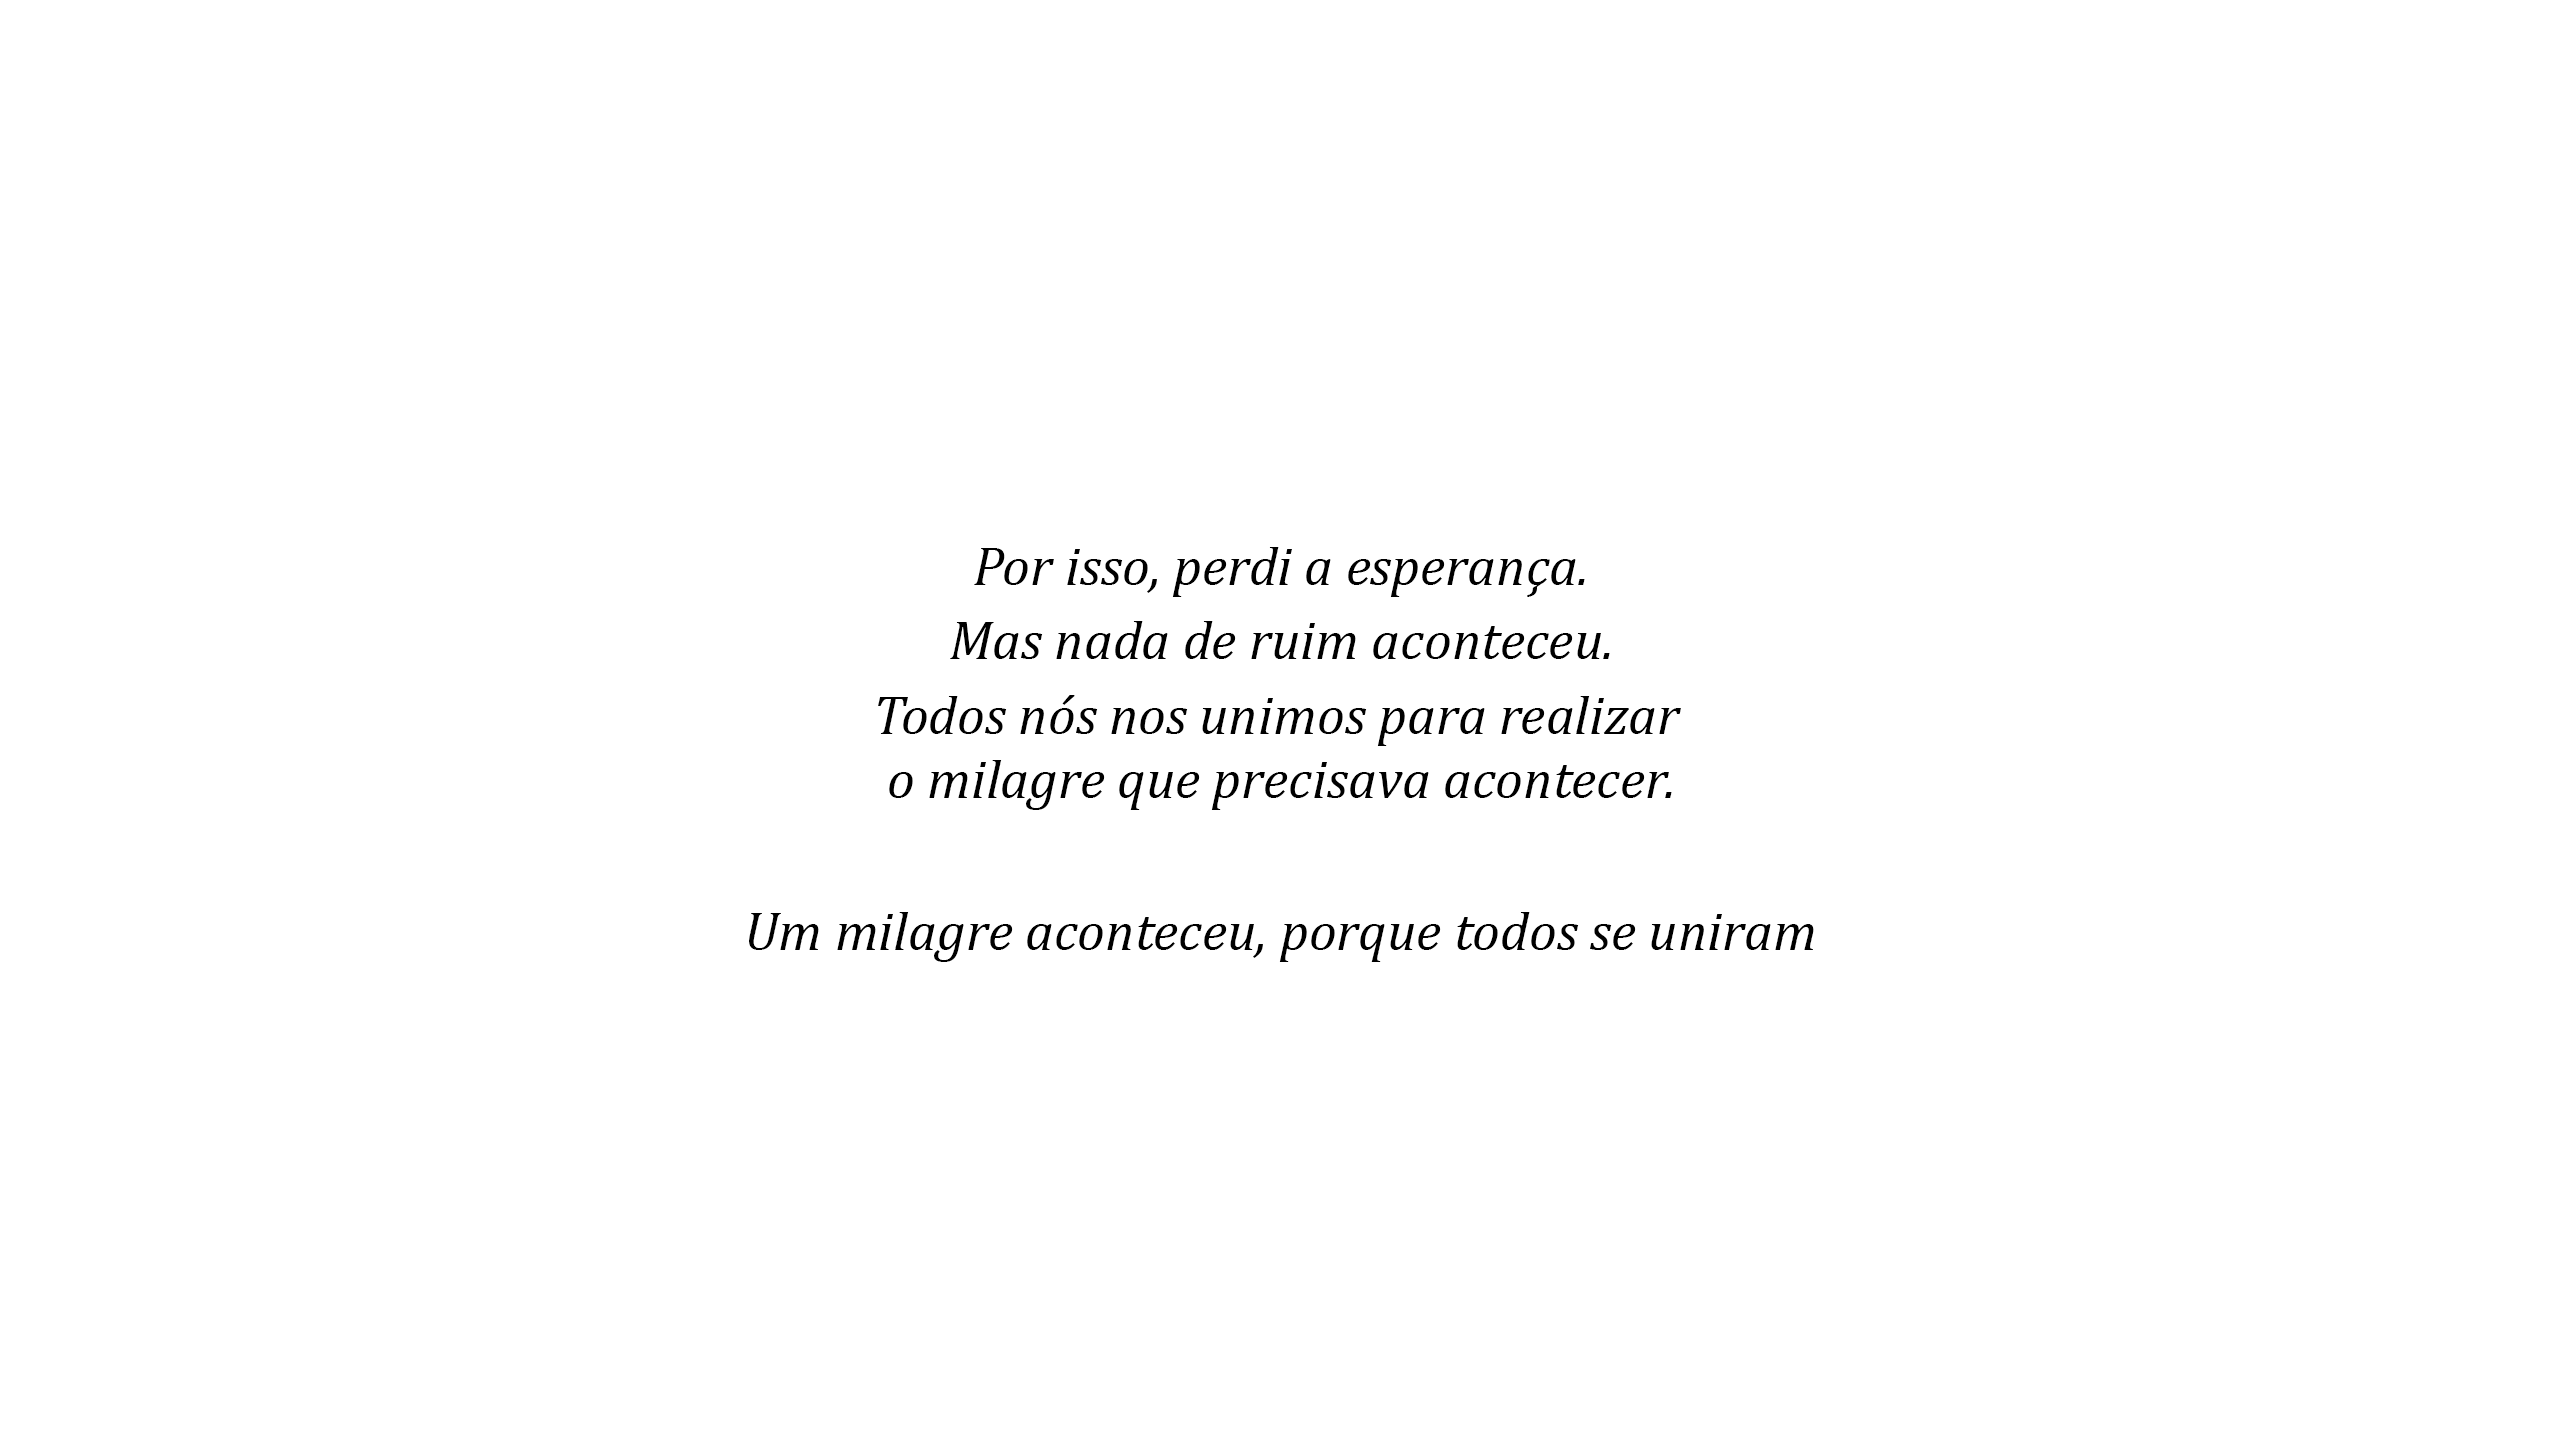 Por isso, perdi a esperança.
Mas nada de ruim aconteceu.
Todos nós nos unimos para realizar
o milagre que precisava acontecer.
Um milagre aconteceu, porque todos se uniram